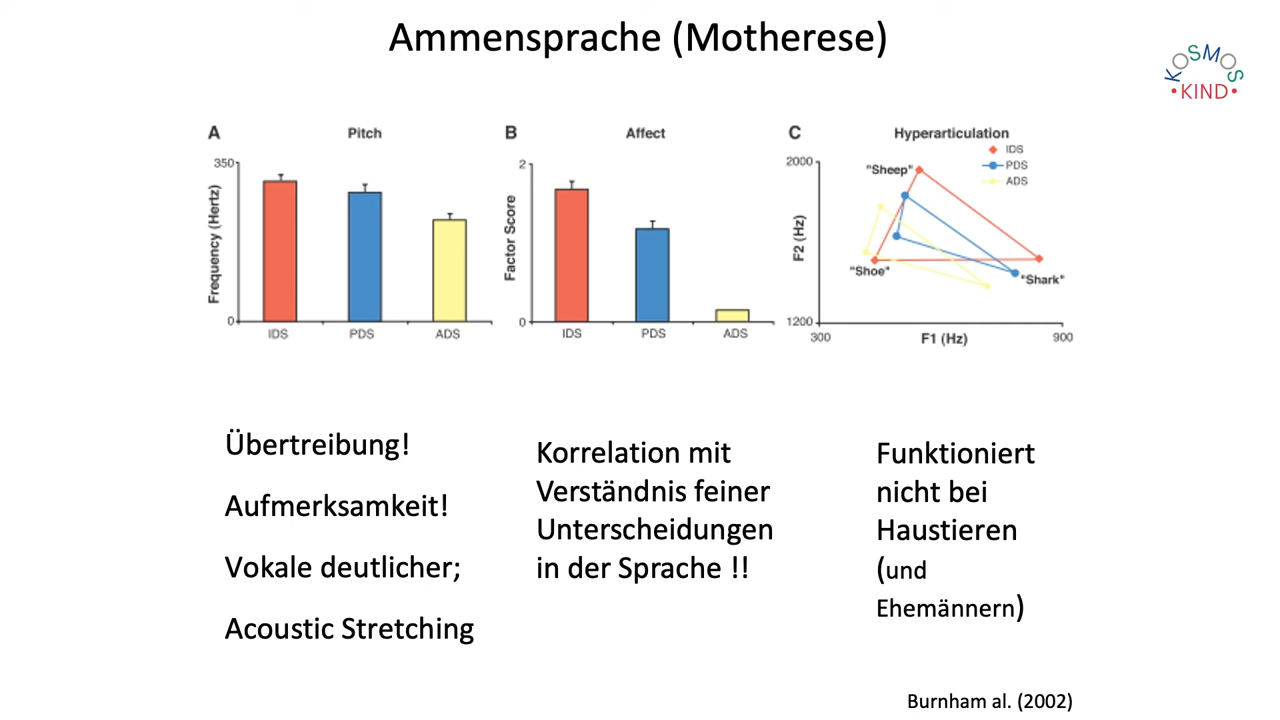 Ammensprache (Motherese)
KOSMOS
•KIND•
A Pitch
350
Frequency (Hertz)
0
IDS PDS ADS
B Affect
2
Factor Score
0
IDS PDS ADS
C Hyperarticulation
IDS
PDS
ADS
2000
"Sheep"
F2 (Hz)
"Shoe"
"Shark"
1200
300 F1 (Hz) 900
Übertreibung!
Aufmerksamkeit!
Vokale deutlicher;
Acoustic Stretching
Korrelation mit
Verständnis feiner
Unterscheidungen
in der Sprache !!
Funktioniert
nicht bei
Haustieren
(und
Ehemännern)
Burnham al. (2002)